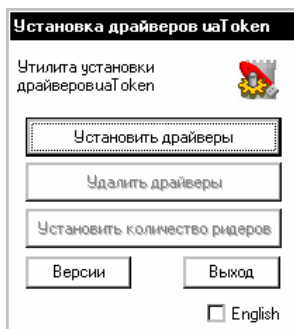 Установка драйверов uaToken
Утилита установки
драйверовuaToken
Установить драйверы
Удалить драйверы
Установить количество ридеров
Версии
Выход
English